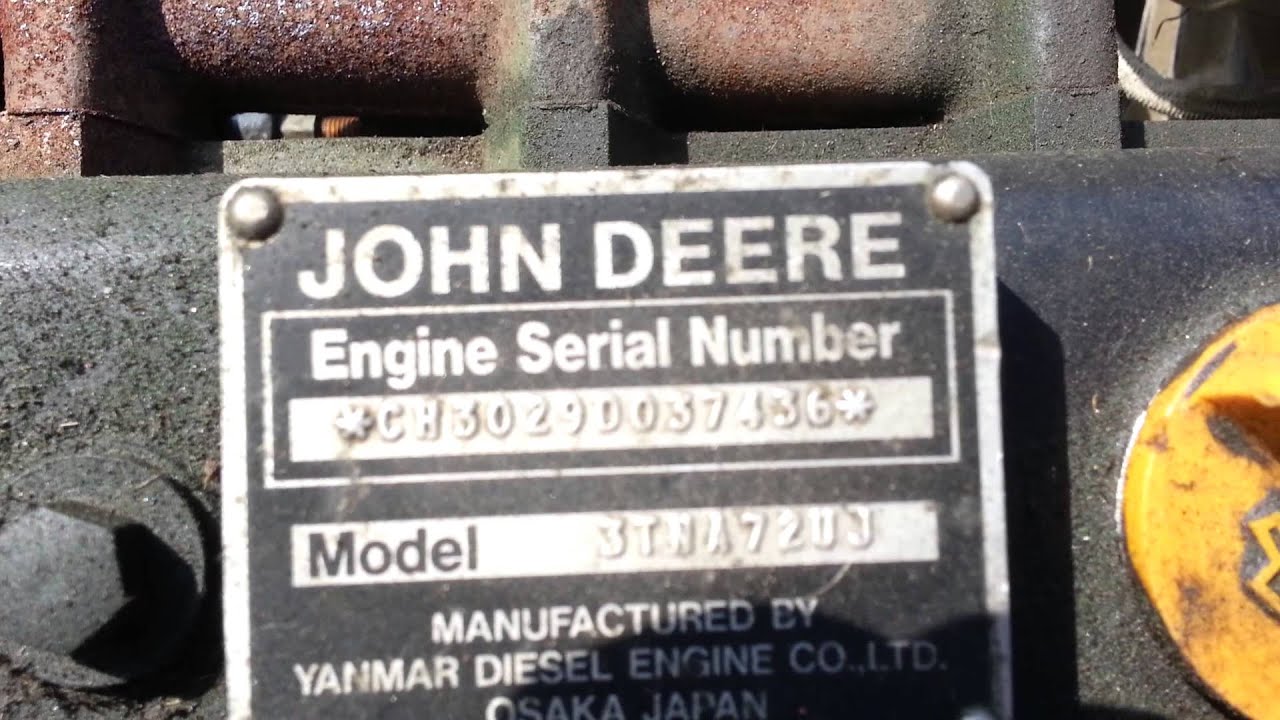 JOHN DEERE
Engine Serial Number
*CH3029D037436*
Model 3TNA72UJ
MANUFACTURED BY
YANMAR DIESEL ENGINE CO.,LTD.
OSAKA JAPAN